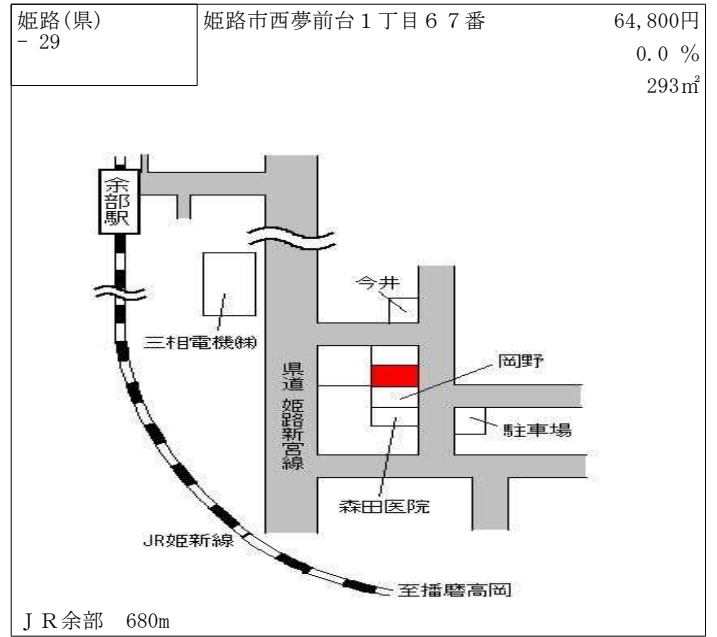 姫路(県)
- 29
姫路市西夢前台１丁目６７番
64,800円
0.0 %
293㎡
余部駅
今井
三相電機㈱
岡野
県道 姫路新宮線
駐車場
森田医院
JR姫新線
至播磨高岡
ＪＲ余部 680m